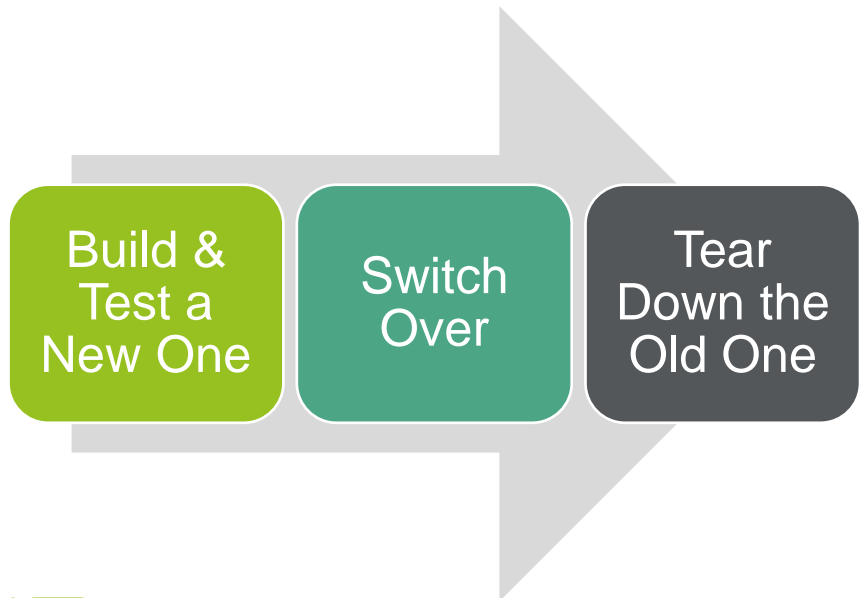 Build &
Test a
New One
Switch
Over
Tear
Down the
Old One